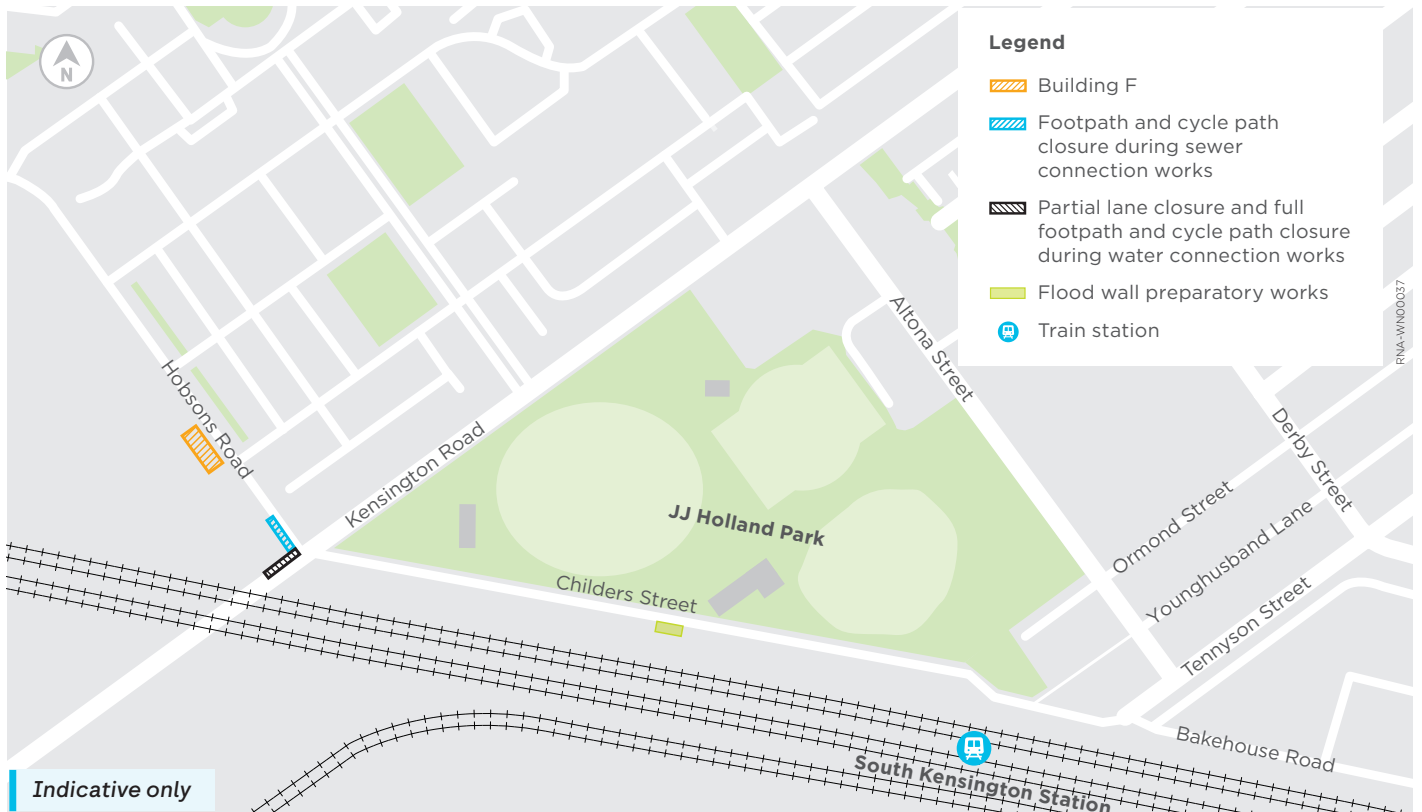 N
Legend
Building F
Footpath and cycle path
closure during sewer
connection works
Partial lane closure and full
footpath and cycle path closure
during water connection works
Flood wall preparatory works
Train station
RNA-WN00037
Altona Street
Hobsons Road
Kensington Road
Derby Street
JJ Holland Park
Ormond Street
Younghusband Lane
Childers Street
Tennyson Street
Bakehouse Road
South Kensington Station
Indicative only